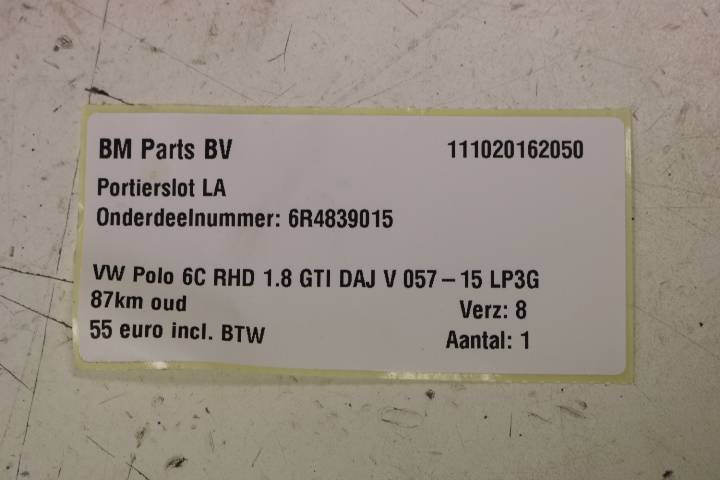 BM Parts BV 111020162050
Portierslot LA
Onderdeelnummer: 6R4839015
VW Polo 6C RHD 1.8 GTI DAJ V 057 – 15 LP3G
87km oud Verz: 8
55 euro incl. BTW Aantal: 1